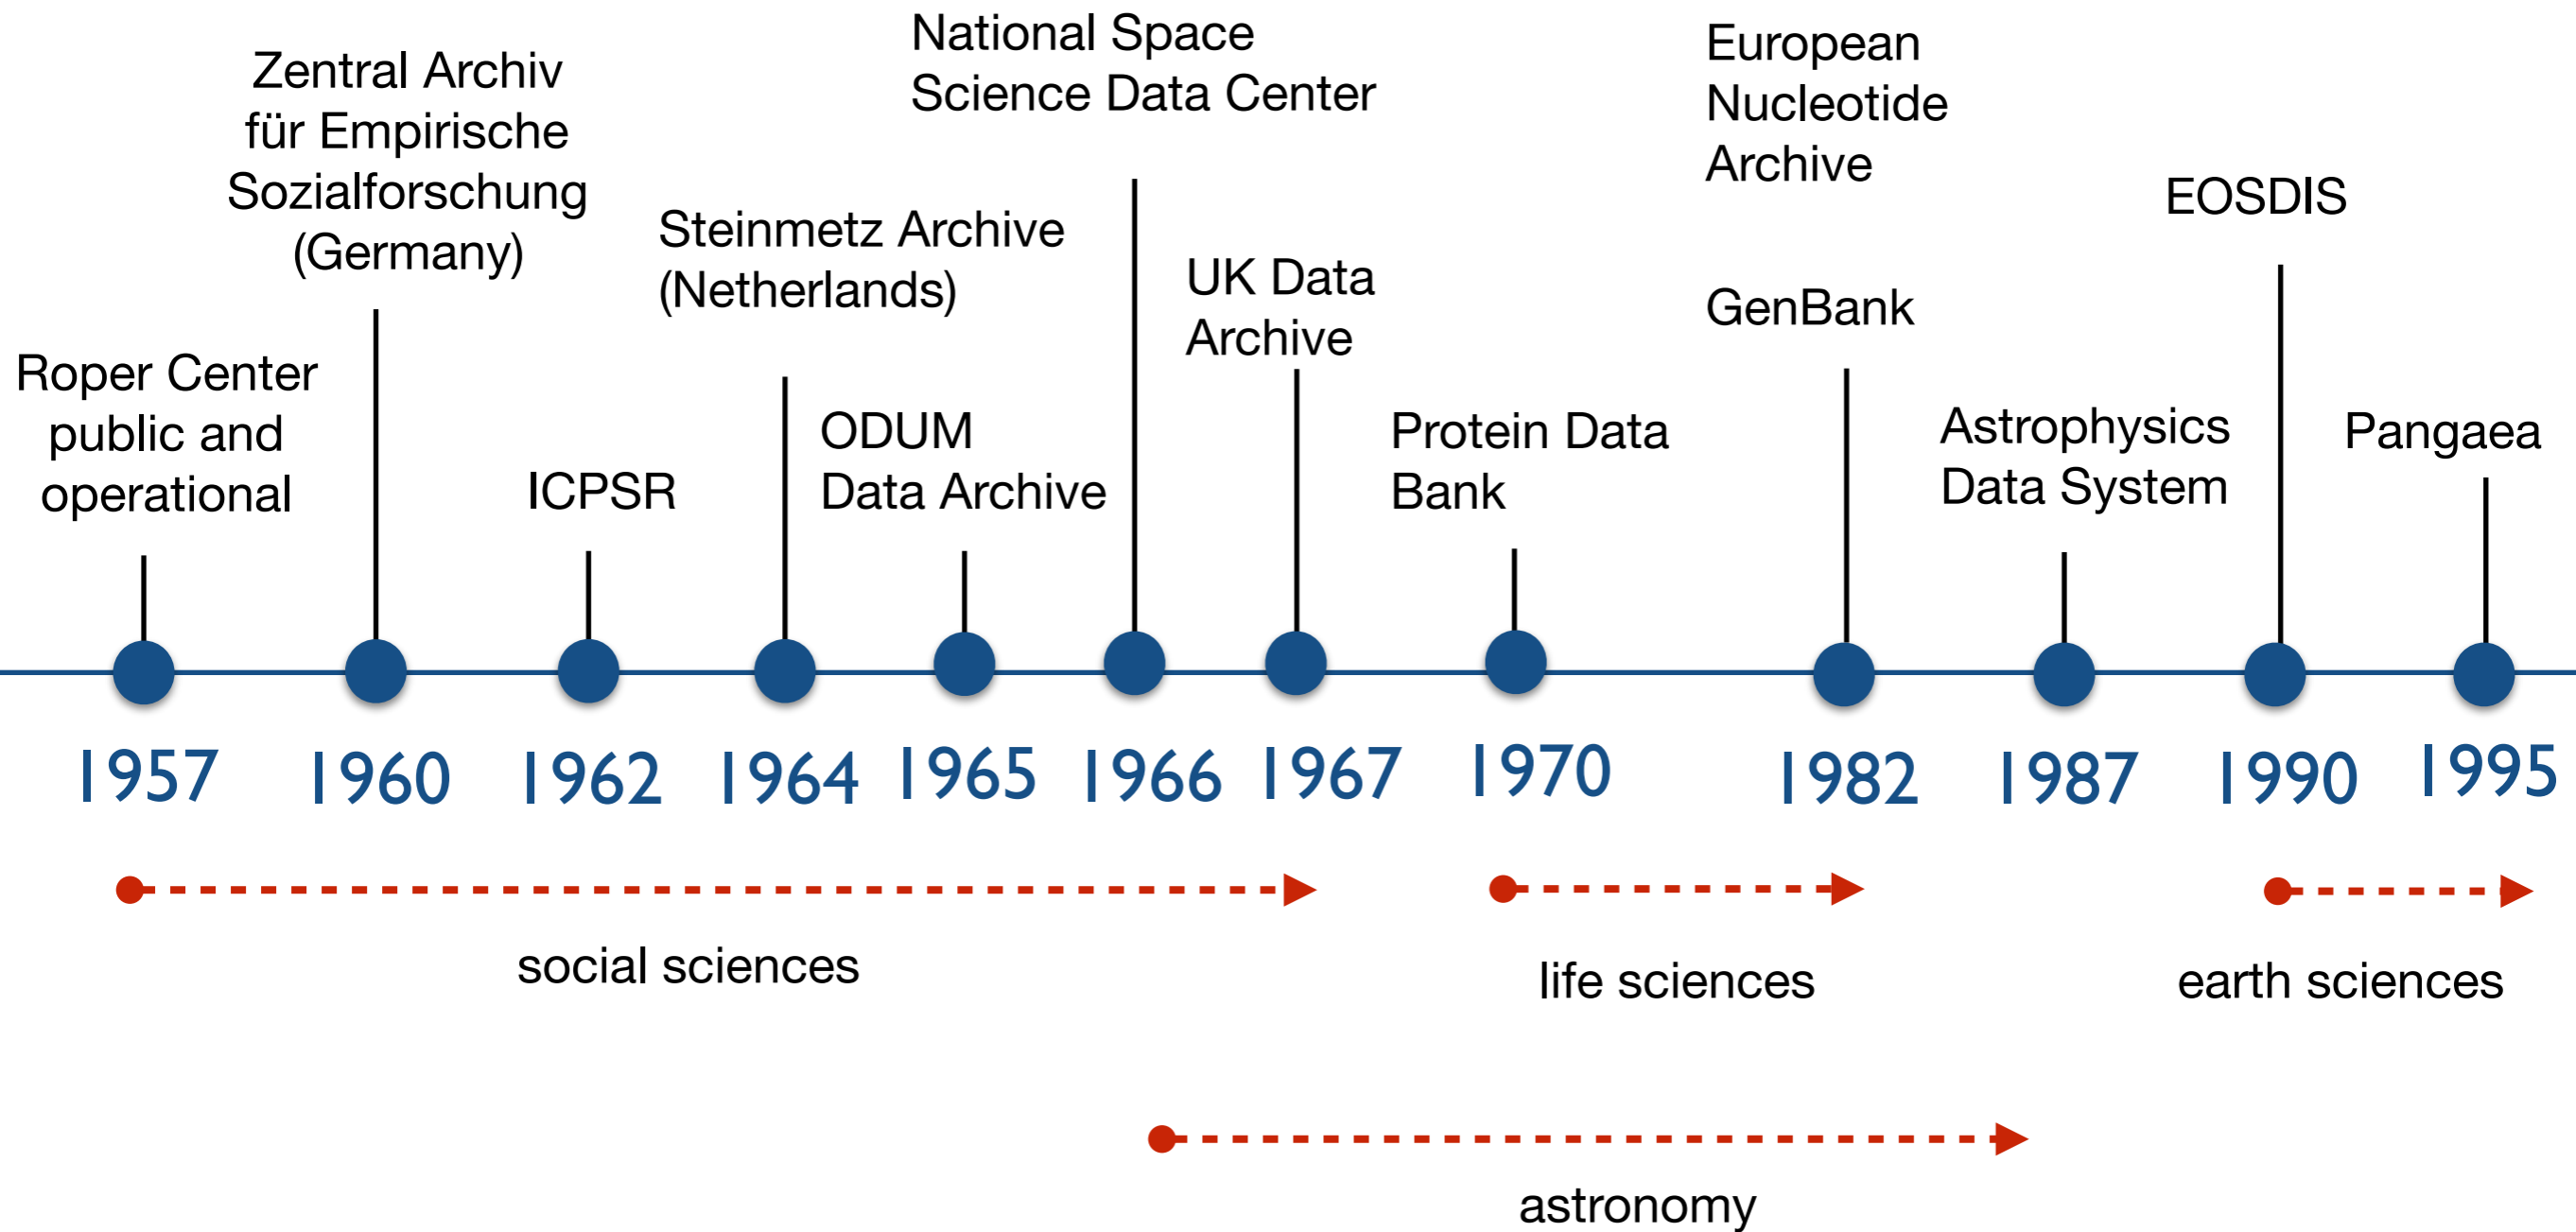 Roper Center
public and
operational
Zentral Archiv
für Empirische
Sozialforschung
(Germany)
ICPSR
Steinmetz Archive
(Netherlands)
ODUM
Data Archive
National Space
Science Data Center
UK Data
Archive
Protein Data
Bank
European
Nucleotide
Archive
GenBank
Astrophysics
Data System
EOSDIS
Pangaea
1957
1960
1962
1964
1965
1966
1967
1970
1982
1987
1990
1995
social sciences
life sciences
earth sciences
astronomy